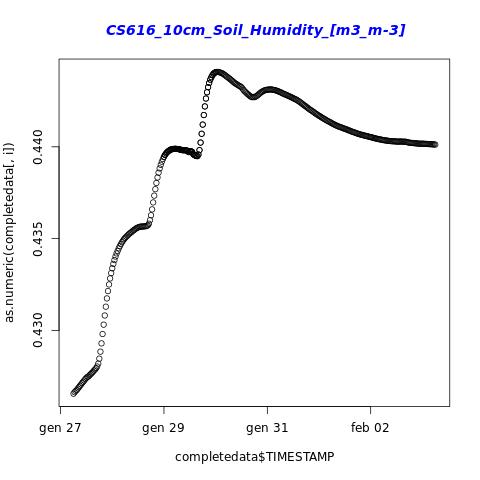 CS616_10cm_Soil_Humidity_[m3_m-3]
as.numeric(completedata[, i])
0.440
0.435
0.430
gen 27 gen 29 gen 31 feb 02
completedata$TIMESTAMP